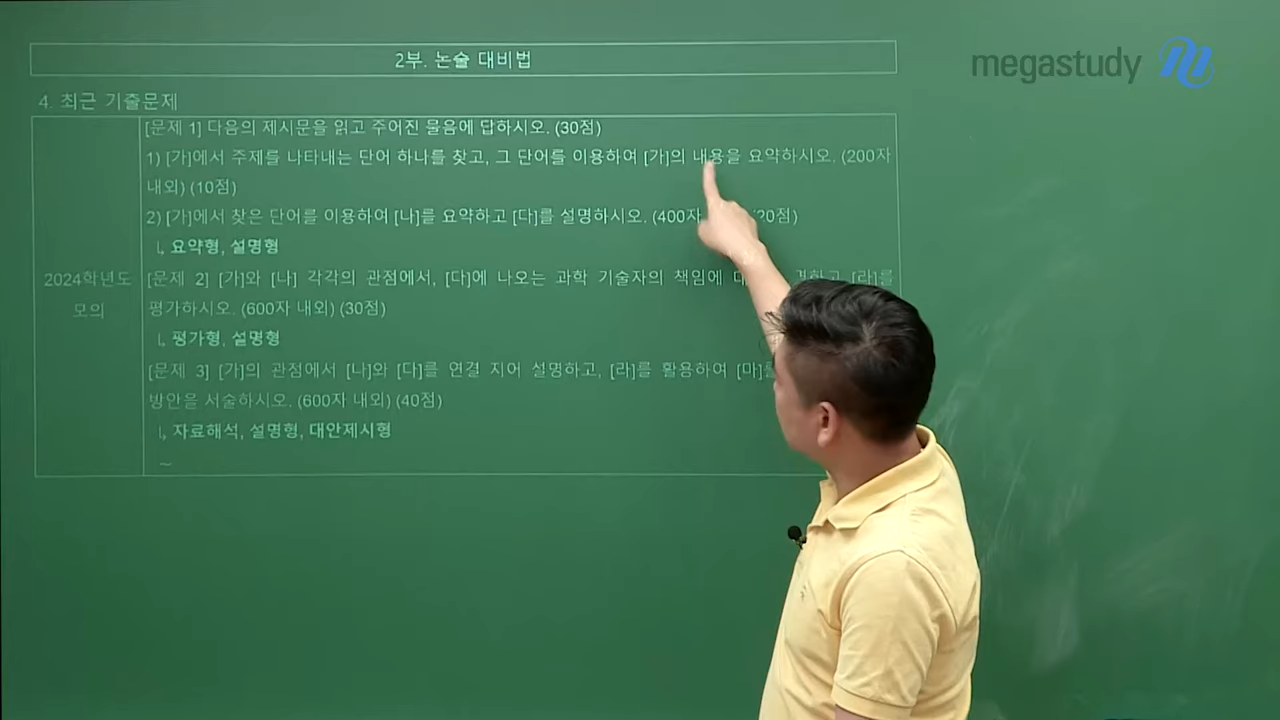 megastudy
2부. 논술 대비법
4. 최근 기출문제
2024학년도
모의
[문제 1] 다음의 제시문을 읽고 주어진 물음에 답하시오. (30점)
1) [가]에서 주제를 나타내는 단어 하나를 찾고, 그 단어를 이용하여 [가]의 내용을 요약하시오. (200자
내외) (10점)
2) [가]에서 찾은 단어를 이용하여 [나]를 요약하고 [다]를 설명하시오. (400자 20점)
ㄴ, 요약형, 설명형
[문제 2] [가]와 [나] 각각의 관점에서, [다]에 나오는 과학 기술자의 책임에 [라]를
평가하시오. (600자 내외) (30점)
ㄴ, 평가형, 설명형
[문제 3] [가]의 관점에서 [나]와 [다]를 연결 지어 설명하고, [라]를 활용하여 [마]
방안을 서술하시오. (600자 내외) (40점)
ㄴ, 자료해석, 설명형, 대안제시형
~